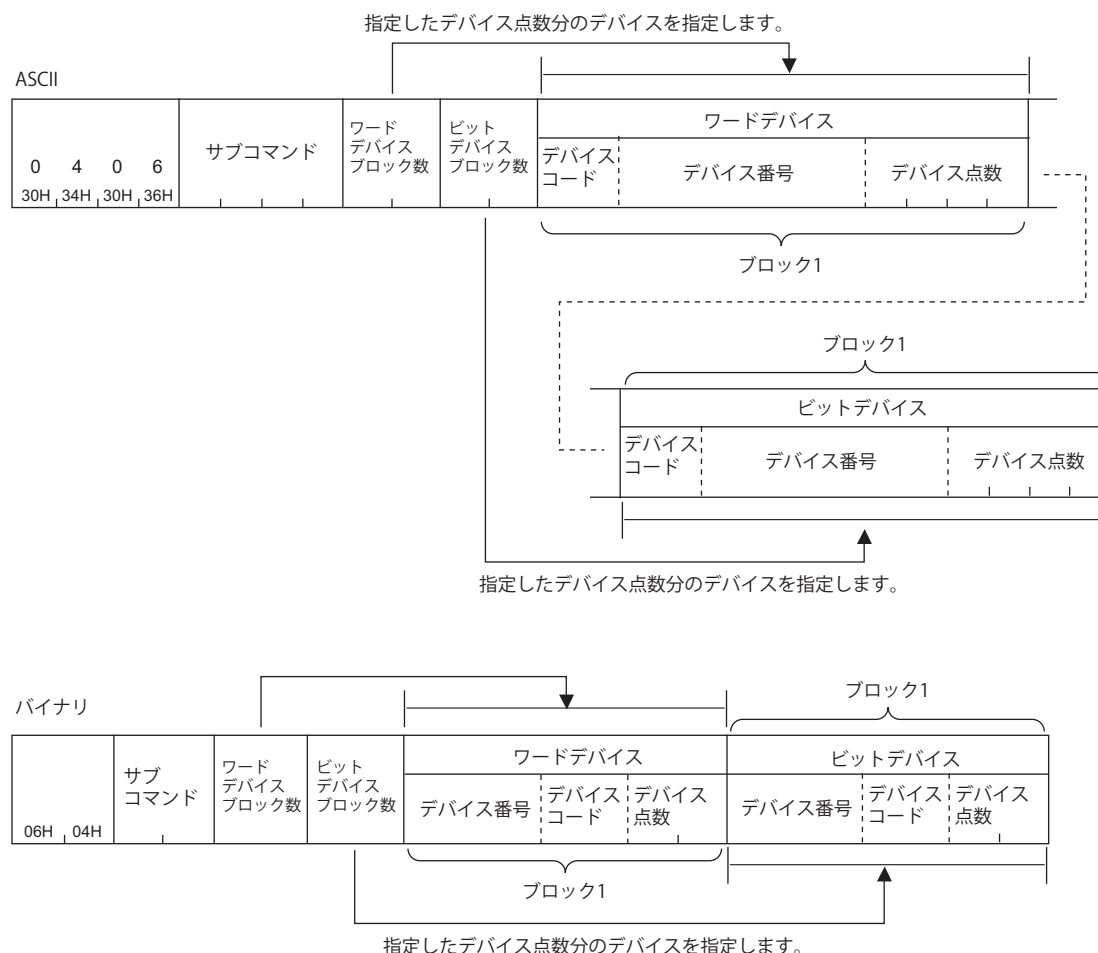 指定したデバイス点数分のデバイスを指定します。
ASCII
0 4 0 6
30H 34H 30H 36H
サブコマンド
ワード
デバイス
ブロック数
ビット
デバイス
ブロック数
ワードデバイス
デバイス
コード
デバイス番号
デバイス点数
ブロック1
ブロック1
ビットデバイス
デバイス
コード
デバイス番号
デバイス点数
指定したデバイス点数分のデバイスを指定します。
バイナリ
06H 04H
サブ
コマンド
ワード
デバイス
ブロック数
ビット
デバイス
ブロック数
ワードデバイス
デバイス番号
デバイス
コード
デバイス
点数
ブロック1
ブロック1
ビットデバイス
デバイス番号
デバイス
コード
デバイス
点数
指定したデバイス点数分のデバイスを指定します。